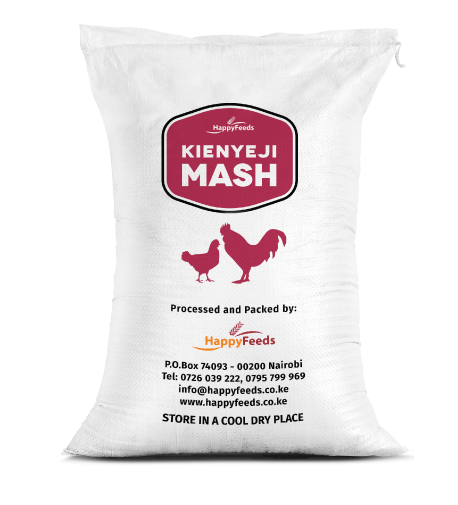 HappyFeeds
KIENYEJI
MASH
Processed and Packed by:
HappyFeeds
P.O.Box 74093 - 00200 Nairobi
Tel: 0726 039 222, 0795 799 969
info@happyfeeds.co.ke
www.happyfeeds.co.ke
STORE IN A COOL DRY PLACE